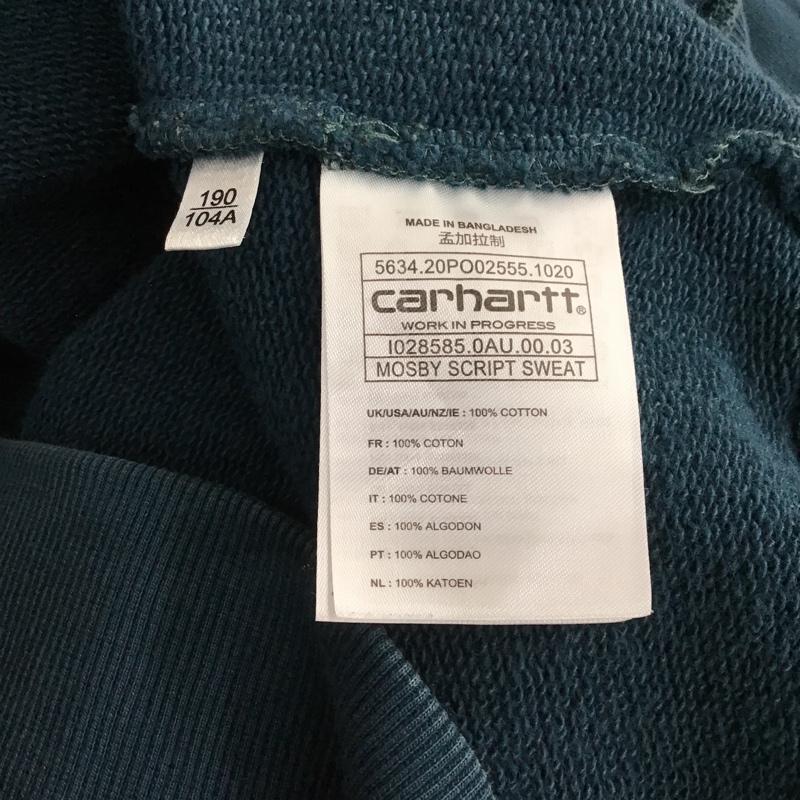 190
104A
MADE IN BANGLADESH
孟加拉制
5634.20PO02555.1020
carhartt®
WORK IN PROGRESS
I028585.0AU.00.03
MOSBY SCRIPT SWEAT
UK/USA/AU/NZ/IE : 100% COTTON
FR : 100% COTON
DE/AT : 100% BAUMWOLLE
IT : 100% COTONE
ES : 100% ALGODON
PT : 100% ALGODAO
NL : 100% KATOEN